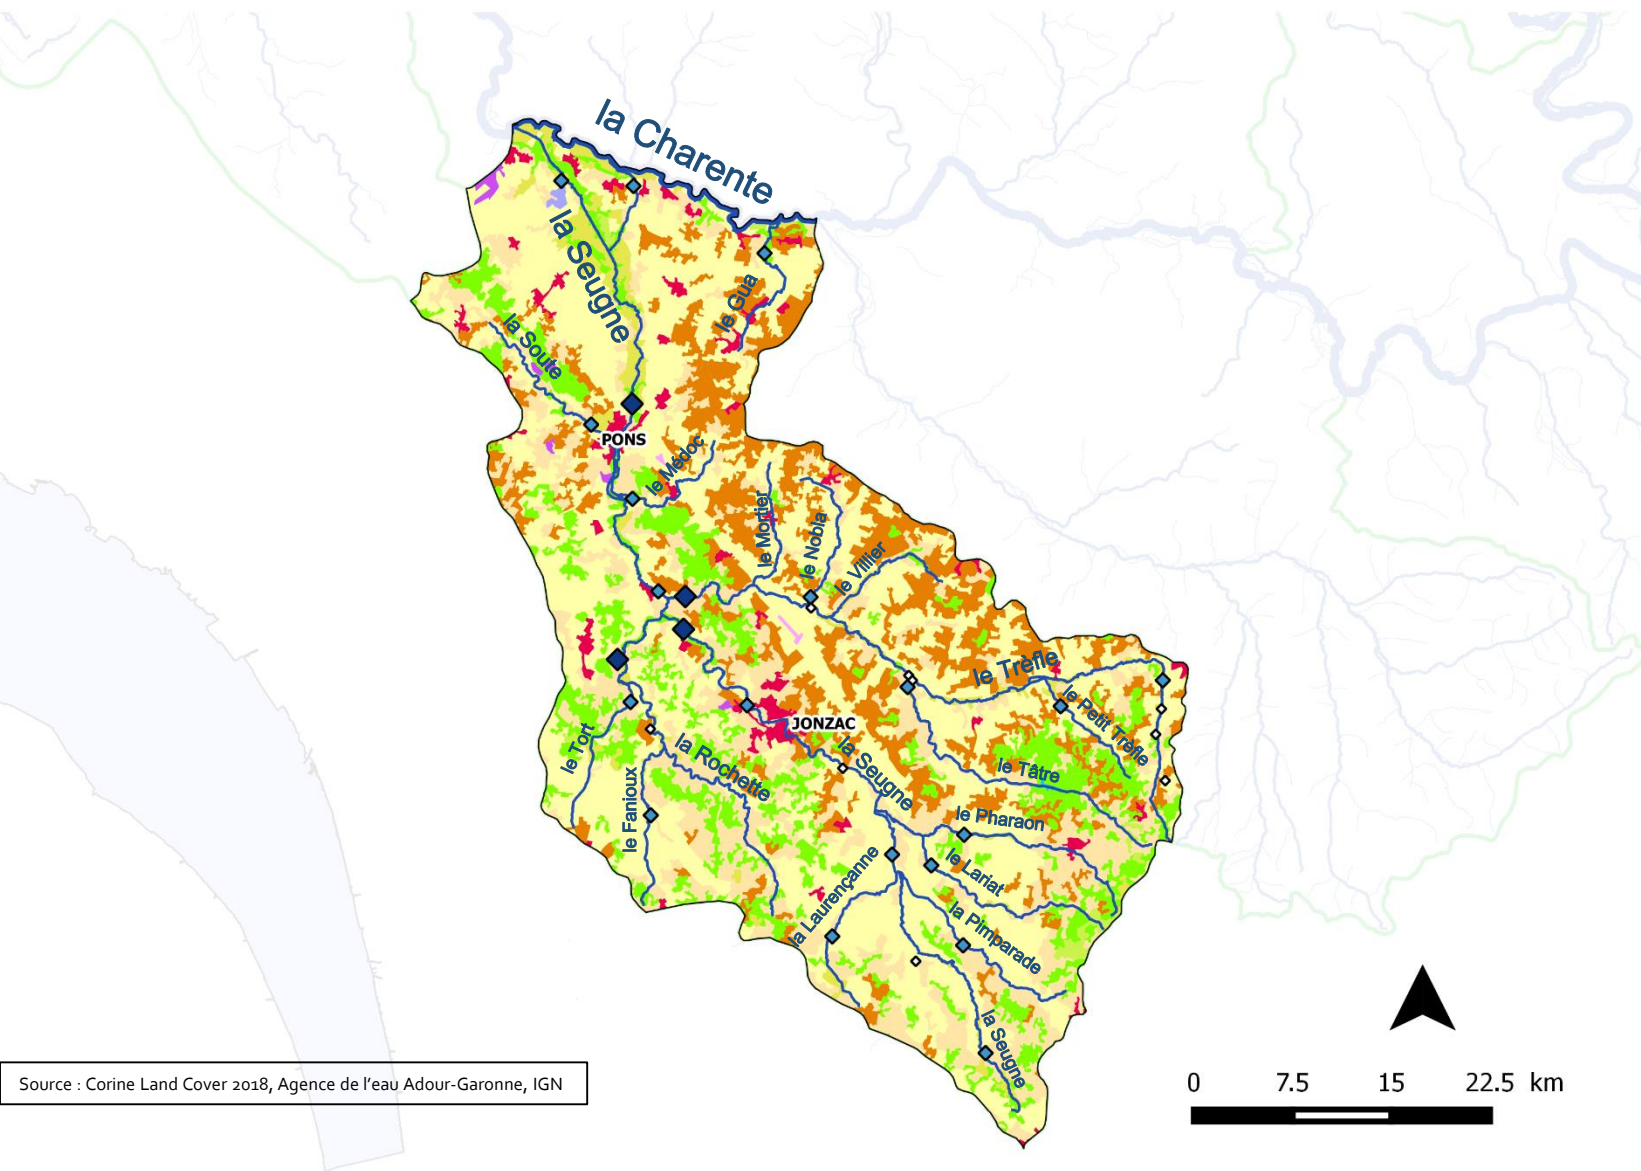 la Charente
la Seugne
le Gua
la Soute
PONS
le Médoc
le Mortier
le Nobla
le Villier
le Trèfle
le Petit Trèfle
JONZAC
le Tort
la Rochette
la Seugne
le Tâtre
le Fanioux
le Pharaon
le Lariat
la Laurençanne
la Pimparade
la Seugne
Source : Corine Land Cover 2018, Agence de l'eau Adour-Garonne, IGN
0 7.5 15 22.5 km